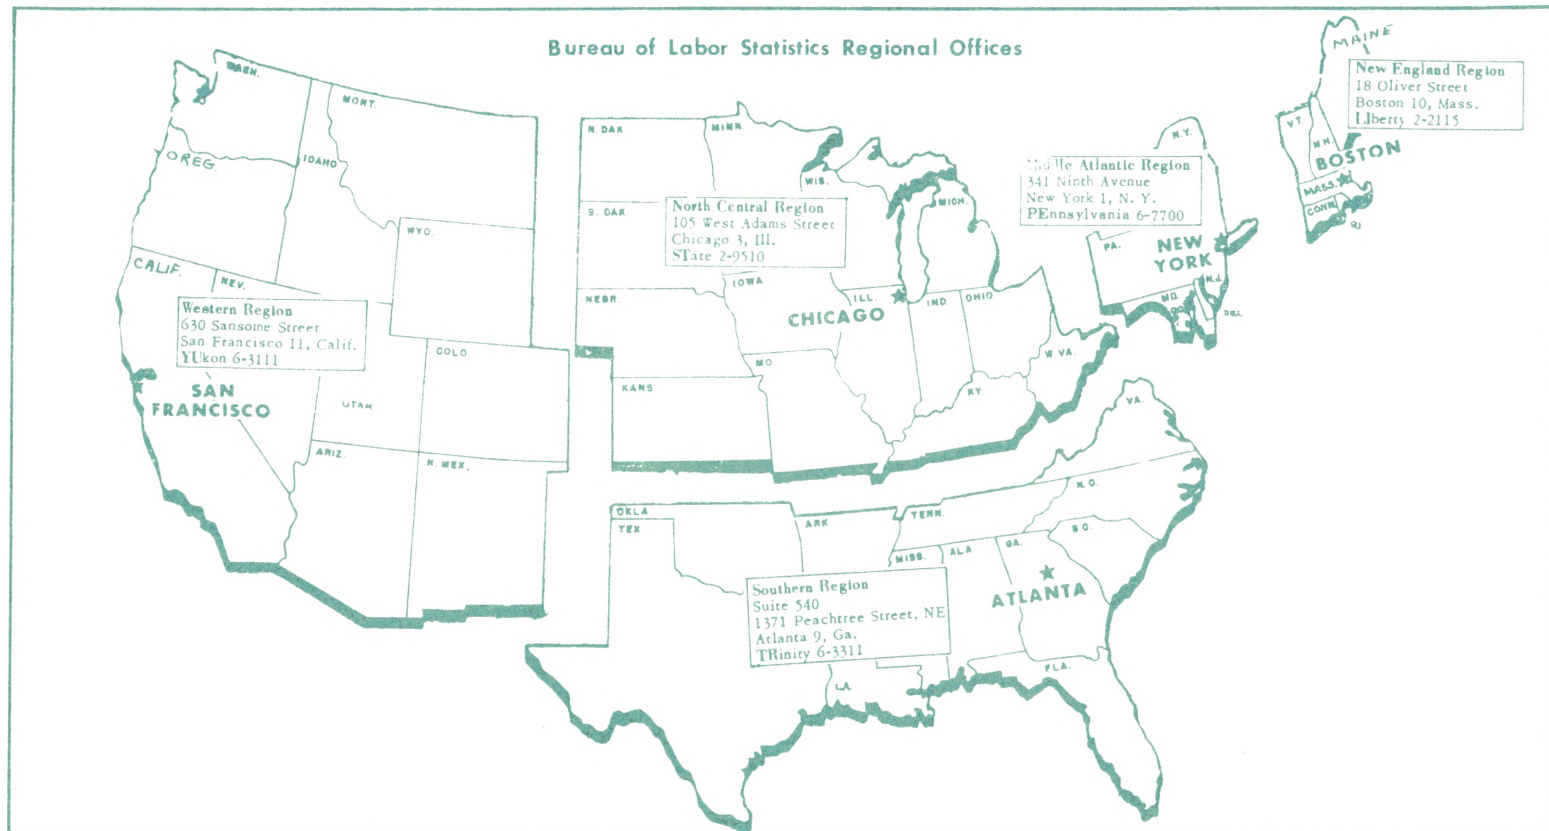 Bureau of Labor Statistics Regional Offices
MAINE
New England Region
18 Oliver Street
Boston 10, Mass.
LIberty 2-2115
VT.
N.H.
BOSTON
MASS.
CONN.
RI
N.Y.
Middle Atlantic Region
341 Ninth Avenue
New York 1, N. Y.
PEnnsylvania 6-7700
PA.
NEW
YORK
N.J.
MD.
DEL.
WASH.
MONT.
OREG.
IDAHO
WYO.
CALIF.
NEV.
Western Region
630 Sansome Street
San Francisco 11, Calif.
YUkon 6-3111
SAN
FRANCISCO
UTAH
COLO
ARIZ.
N. MEX.
N. DAK
MINN.
WIS.
S. DAK
MICH.
North Central Region
105 West Adams Street
Chicago 3, Ill.
STate 2-9510
NEBR.
IOWA
ILL.
CHICAGO
IND.
OHIO
KANS
MO.
KY.
W VA.
VA.
OKLA
TEX
ARK
TENN.
N.C.
S.C.
MISS.
ALA
GA.
Southern Region
Suite 540
1371 Peachtree Street, NE
Atlanta 9, Ga.
TRinity 6-3311
ATLANTA
LA.
FLA.